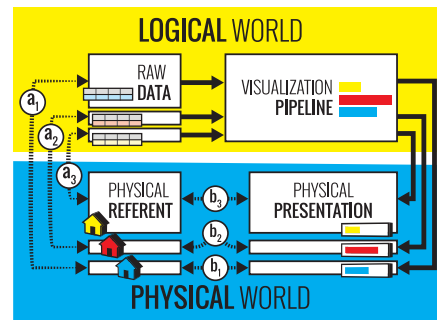 LOGICAL WORLD
RAW
DATA
VISUALIZATION
PIPELINE
a1
a2
a3
PHYSICAL
REFERENT
PHYSICAL
PRESENTATION
b3
b2
b1
PHYSICAL WORLD